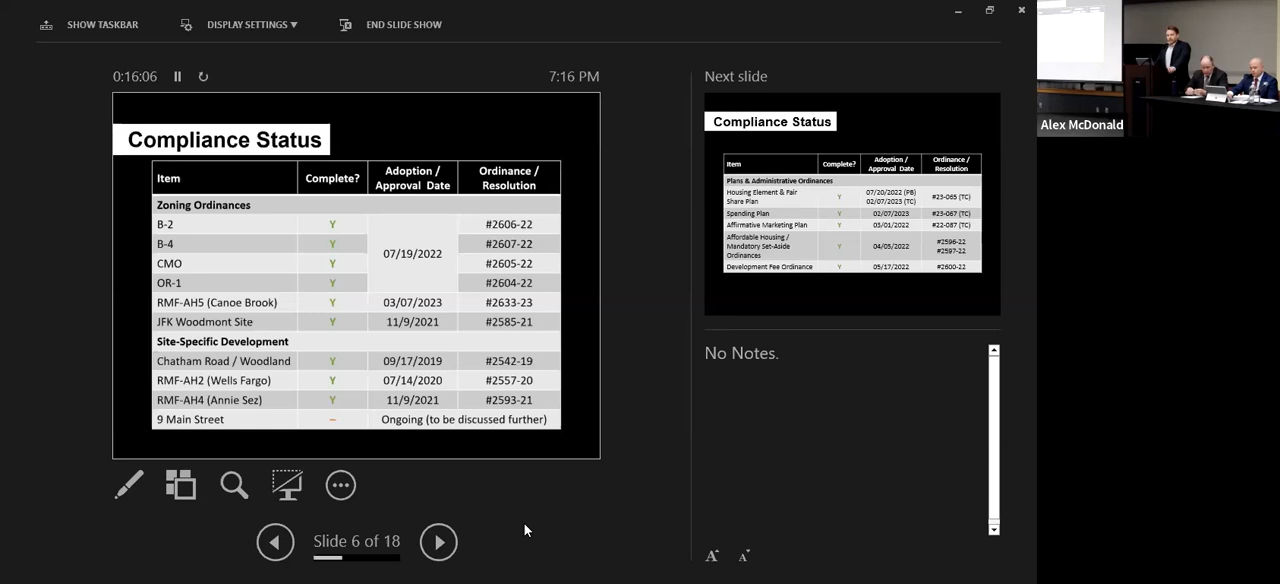 SHOW TASKBAR DISPLAY SETTINGS ▼ END SLIDE SHOW
0:16:06 7:16 PM
Compliance Status
Item Complete? Adoption / Approval Date Ordinance / Resolution
Zoning Ordinances
B-2 Y 07/19/2022 #2606-22
B-4 Y #2607-22
CMO Y #2605-22
OR-1 Y #2604-22
RMF-AH5 (Canoe Brook) Y 03/07/2023 #2633-23
JFK Woodmont Site Y 11/9/2021 #2585-21
Site-Specific Development
Chatham Road / Woodland Y 09/17/2019 #2542-19
RMF-AH2 (Wells Fargo) Y 07/14/2020 #2557-20
RMF-AH4 (Annie Sez) Y 11/9/2021 #2593-21
9 Main Street – Ongoing (to be discussed further)
Slide 6 of 18
Next slide
Compliance Status
Item Complete? Adoption / Approval Date Ordinance / Resolution
Plans & Administrative Ordinances
Housing Element & Fair Share Plan Y 07/20/2022 (PB) 02/07/2023 (TC) #23-065 (TC)
Spending Plan Y 02/07/2023 #23-067 (TC)
Affirmative Marketing Plan Y 03/01/2022 #22-087 (TC)
Affordable Housing / Mandatory Set-Aside Ordinances Y 04/05/2022 #2596-22 #2597-22
Development Fee Ordinance Y 05/17/2022 #2600-22
No Notes.
A A
Alex McDonald